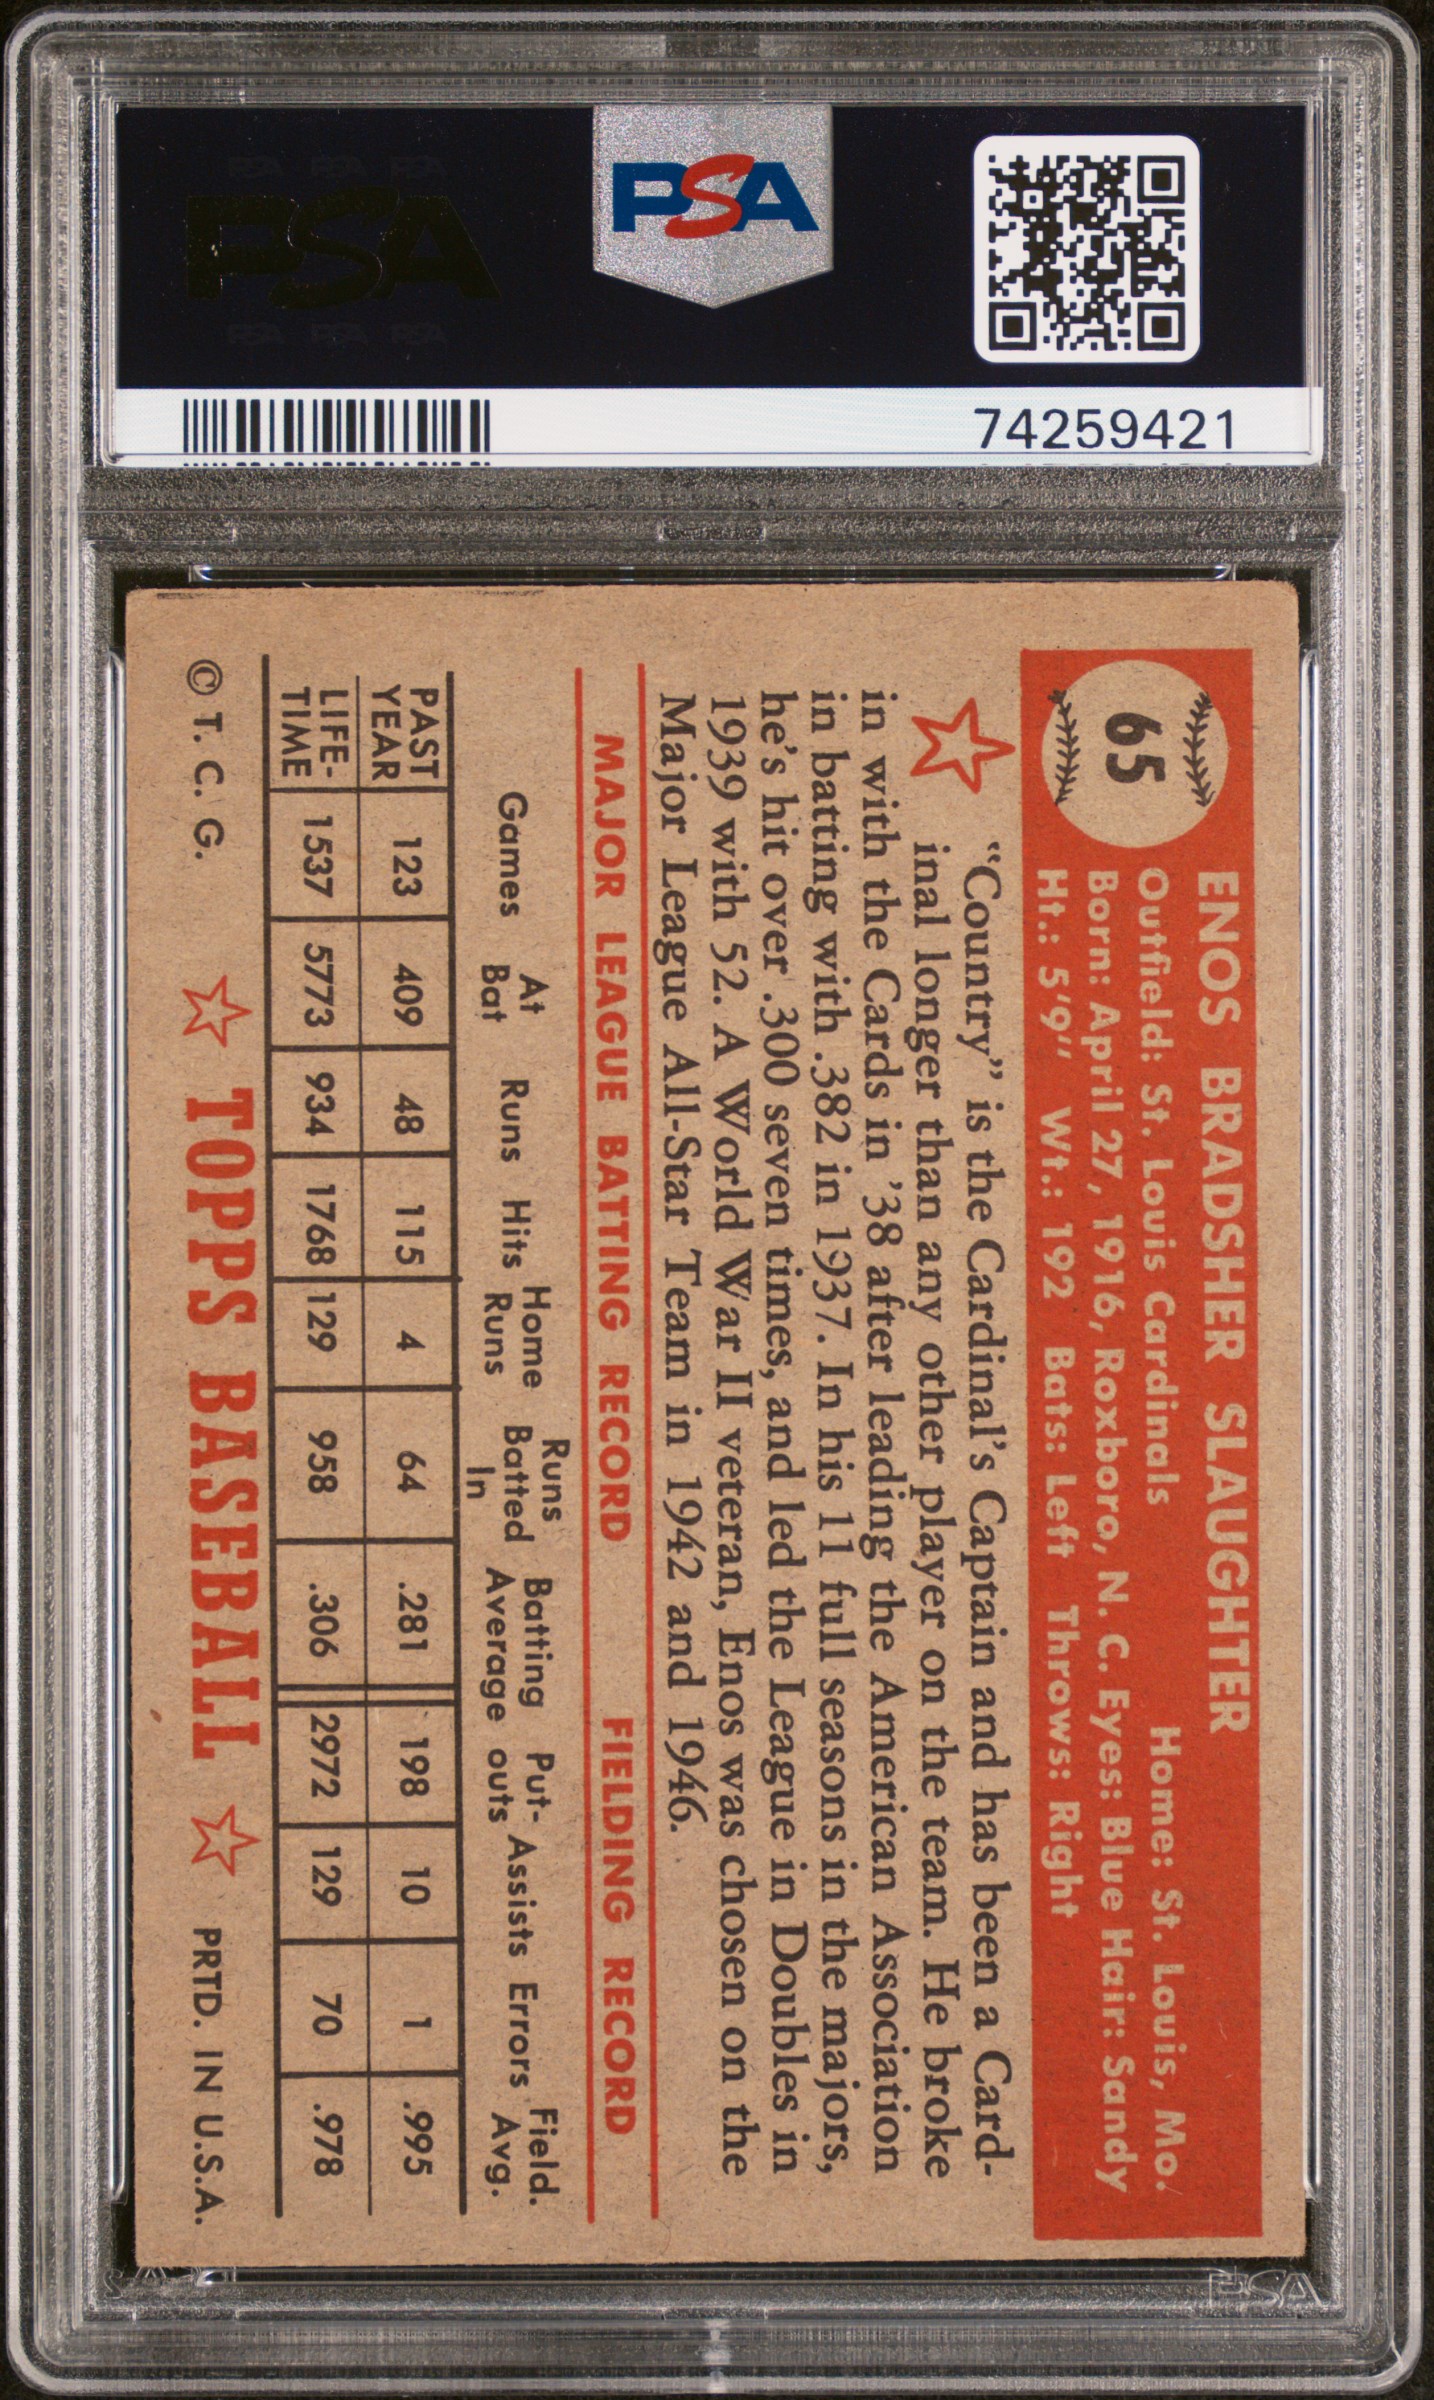 PSA PSA PSA
PSA
PSA PSA PSA
PSA
74259421
65
ENOS BRADSHER SLAUGHTER
Outfield: St. Louis Cardinals Home: St. Louis, Mo.
Born: April 27, 1916, Roxboro, N. C. Eyes: Blue Hair: Sandy
Ht.: 5'9" Wt.: 192 Bats: Left Throws: Right
"Country" is the Cardinal's Captain and has been a Card-
inal longer than any other player on the team. He broke
in with the Cards in '38 after leading the American Association
in batting with .382 in 1937. In his 11 full seasons in the majors,
he's hit over .300 seven times, and led the League in Doubles in
1939 with 52. A World War II veteran, Enos was chosen on the
Major League All-Star Team in 1942 and 1946.
MAJOR LEAGUE BATTING RECORD FIELDING RECORD
Games At Bat Runs Hits Home Runs Runs Batted In Batting Average Put-outs Assists Errors Field. Avg.
PAST YEAR 123 409 48 115 4 64 .281 198 10 1 .995
LIFE-TIME 1537 5773 934 1768 129 958 .306 2972 129 70 .978
© T. C. G. TOPPS BASEBALL PRTD. IN U.S.A.
PSA